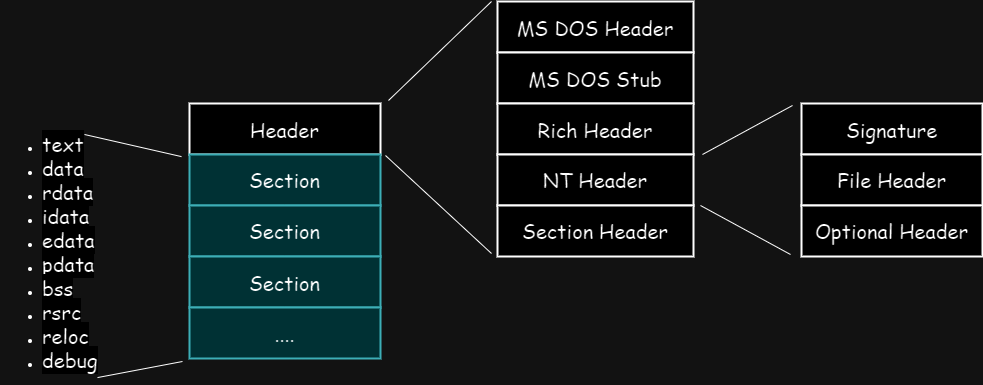 text
data
rdata
idata
edata
pdata
bss
rsrc
reloc
debug
Header
Section
Section
Section
....
MS DOS Header
MS DOS Stub
Rich Header
NT Header
Section Header
Signature
File Header
Optional Header